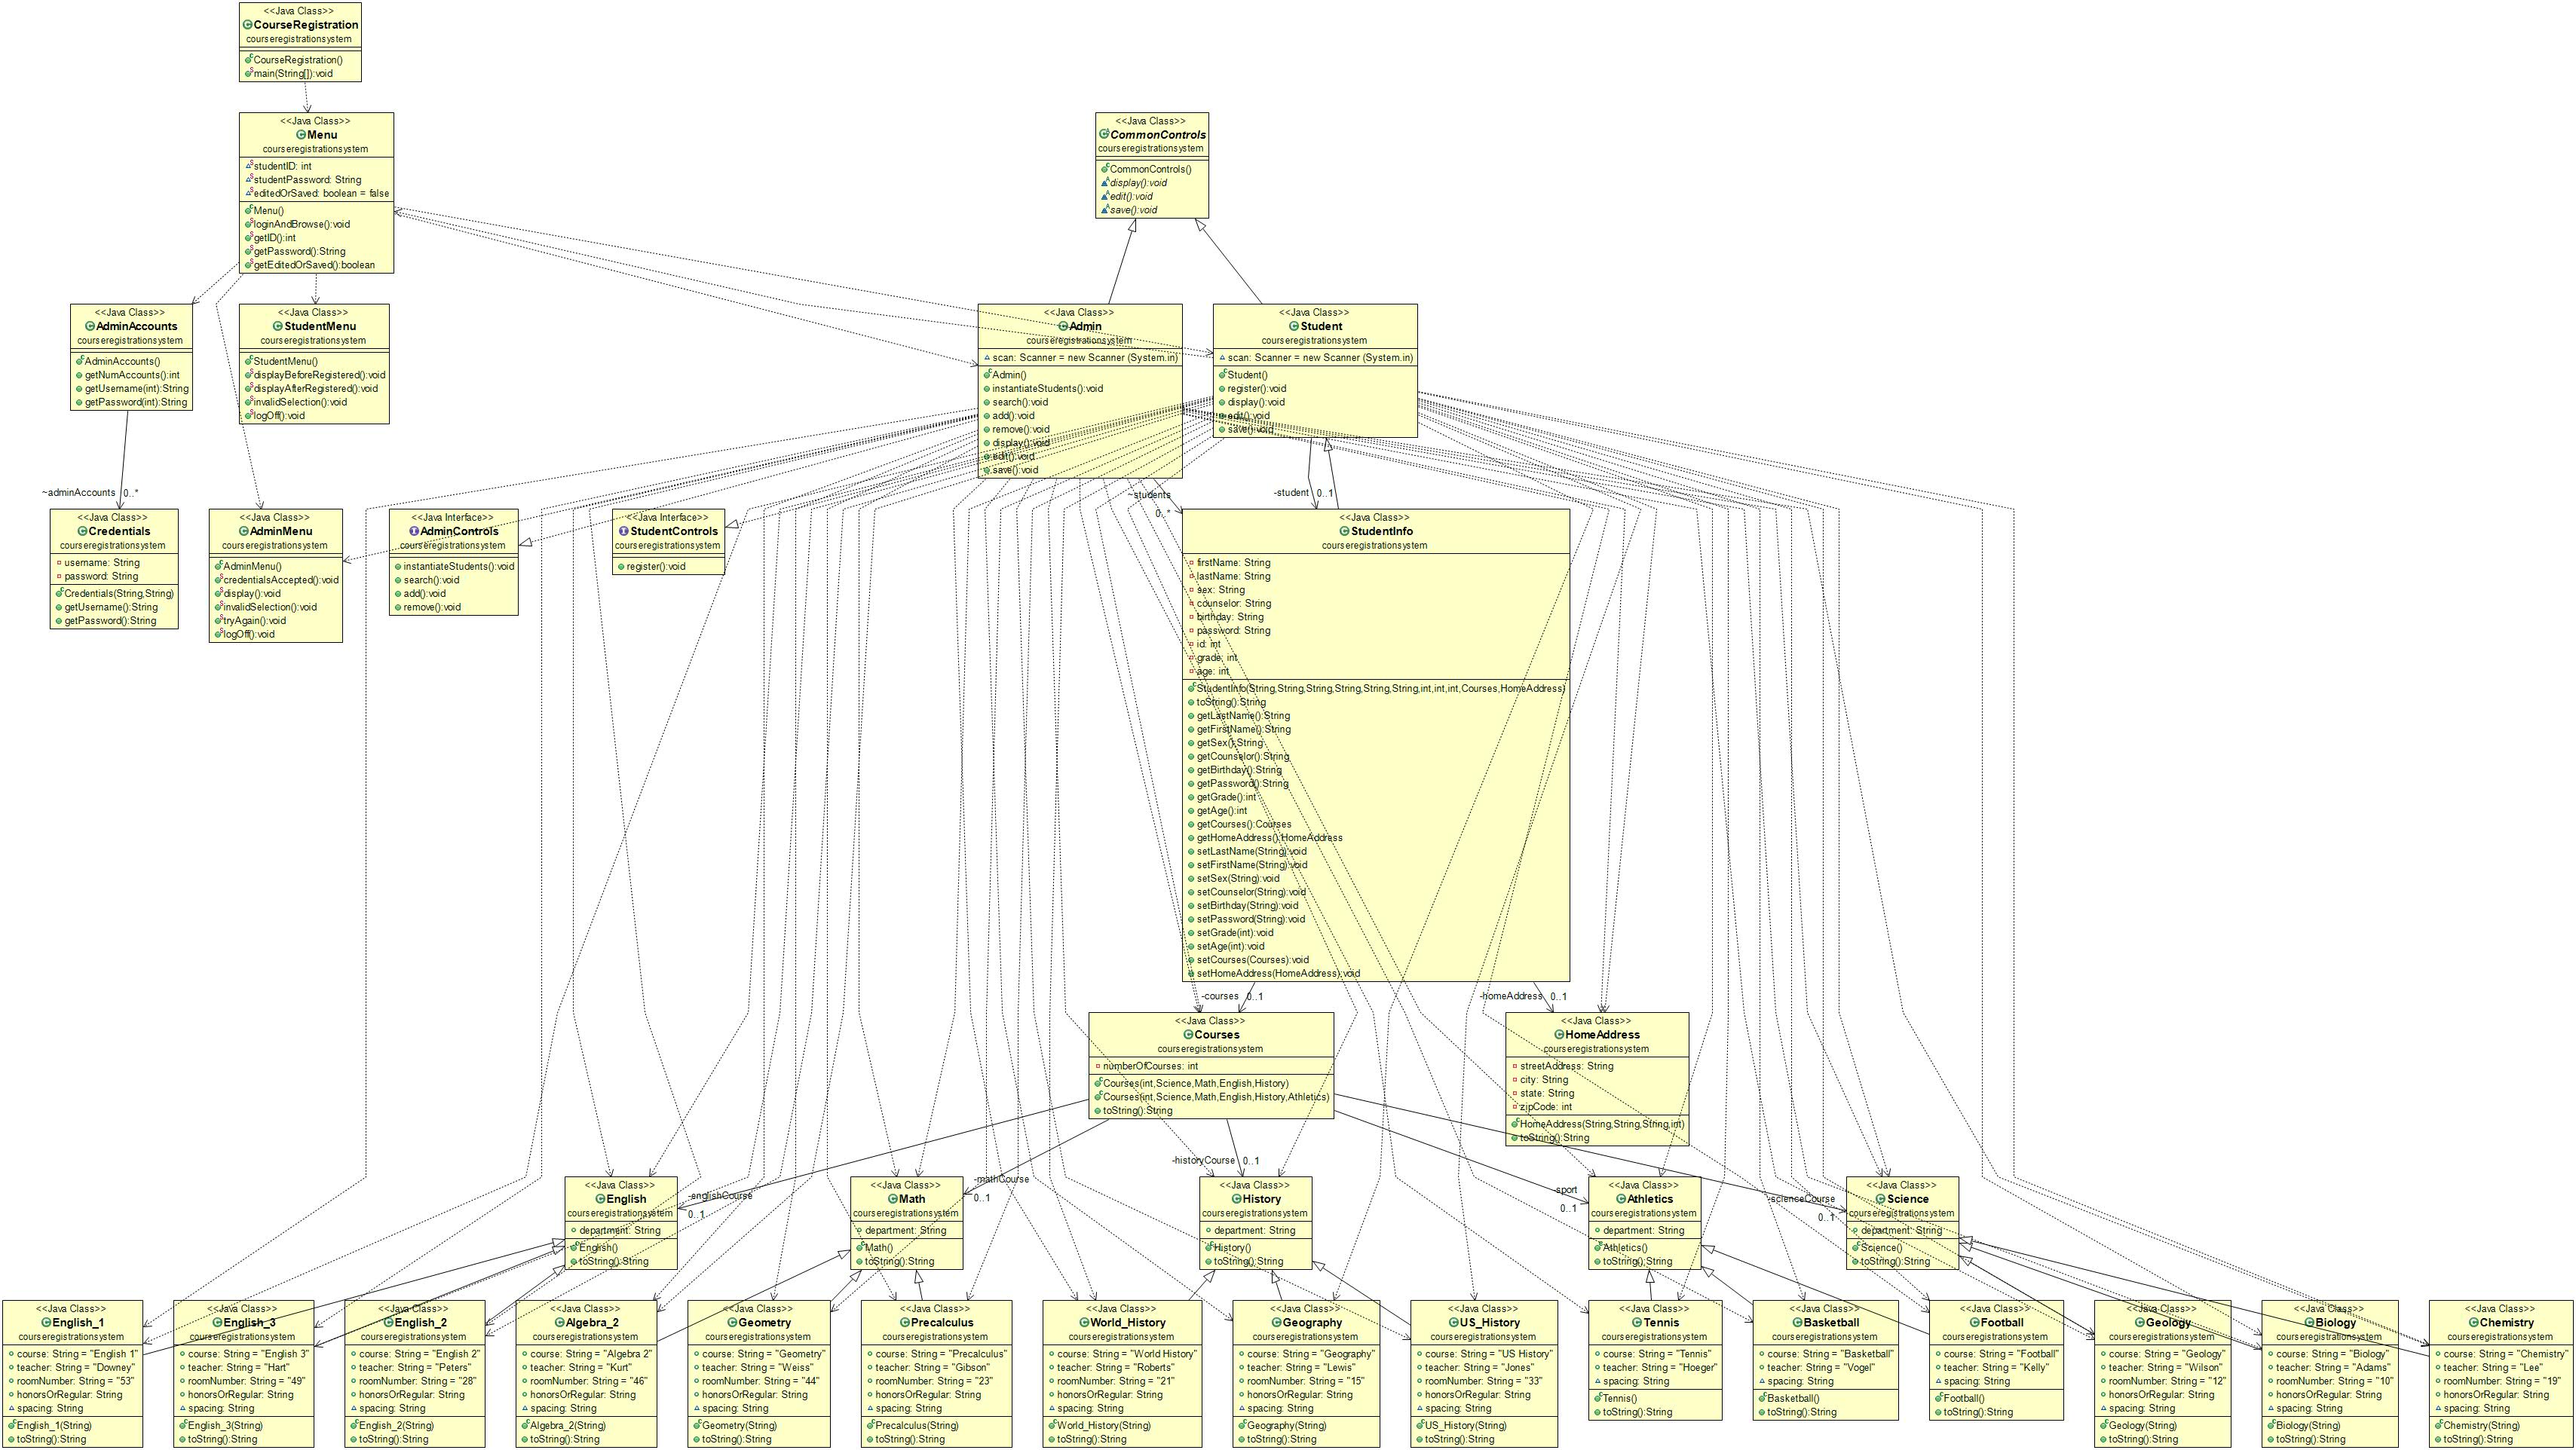 <<Java Class>>
CourseRegistration
courseregistrationsystem
CourseRegistration()
main(String[]):void
<<Java Class>>
Menu
courseregistrationsystem
studentID: int
studentPassword: String
editedOrSaved: boolean = false
Menu()
loginAndBrowse():void
getID():int
getPassword():String
getEditedOrSaved():boolean
<<Java Class>>
CommonControls
courseregistrationsystem
CommonControls()
display():void
edit():void
save():void
<<Java Class>>
AdminAccounts
courseregistrationsystem
AdminAccounts()
getNumAccounts():int
getUsername(int):String
getPassword(int):String
<<Java Class>>
StudentMenu
courseregistrationsystem
StudentMenu()
displayBeforeRegistered():void
displayAfterRegistered():void
invalidSelection():void
logOff():void
<<Java Class>>
Admin
courseregistrationsystem
scan: Scanner = new Scanner (System.in)
Admin()
instantiateStudents():void
search():void
add():void
remove():void
display():void
edit():void
save():void
<<Java Class>>
Student
courseregistrationsystem
scan: Scanner = new Scanner (System.in)
Student()
register():void
display():void
edit():void
save():void
~adminAccounts 0..*
~students
0..*
-student 0..1
<<Java Class>>
Credentials
courseregistrationsystem
username: String
password: String
Credentials(String,String)
getUsername():String
getPassword():String
<<Java Class>>
AdminMenu
courseregistrationsystem
AdminMenu()
credentialsAccepted():void
display():void
invalidSelection():void
tryAgain():void
logOff():void
<<Java Interface>>
AdminControls
courseregistrationsystem
instantiateStudents():void
search():void
add():void
remove():void
<<Java Interface>>
StudentControls
courseregistrationsystem
register():void
<<Java Class>>
StudentInfo
courseregistrationsystem
firstName: String
lastName: String
sex: String
counselor: String
birthday: String
password: String
id: int
grade: int
age: int
StudentInfo(String,String,String,String,String,String,int,int,int,Courses,HomeAddress)
toString():String
getLastName():String
getFirstName():String
getSex():String
getCounselor():String
getBirthday():String
getPassword():String
getGrade():int
getAge():int
getCourses():Courses
getHomeAddress():HomeAddress
setLastName(String):void
setFirstName(String):void
setSex(String):void
setCounselor(String):void
setBirthday(String):void
setPassword(String):void
setGrade(int):void
setAge(int):void
setCourses(Courses):void
setHomeAddress(HomeAddress):void
-courses 0..1
-homeAddress 0..1
<<Java Class>>
Courses
courseregistrationsystem
numberOfCourses: int
Courses(int,Science,Math,English,History)
Courses(int,Science,Math,English,History,Athletics)
toString():String
<<Java Class>>
HomeAddress
courseregistrationsystem
streetAddress: String
city: String
state: String
zipCode: int
HomeAddress(String,String,String,int)
toString():String
-englishCourse
0..1
-mathCourse
0..1
-historyCourse 0..1
-sport
0..1
-scienceCourse
0..1
<<Java Class>>
English
courseregistrationsystem
department: String
English()
toString():String
<<Java Class>>
Math
courseregistrationsystem
department: String
Math()
toString():String
<<Java Class>>
History
courseregistrationsystem
department: String
History()
toString():String
<<Java Class>>
Athletics
courseregistrationsystem
department: String
Athletics()
toString():String
<<Java Class>>
Science
courseregistrationsystem
department: String
Science()
toString():String
<<Java Class>>
English_1
courseregistrationsystem
course: String = "English 1"
teacher: String = "Downey"
roomNumber: String = "53"
honorsOrRegular: String
spacing: String
English_1(String)
toString():String
<<Java Class>>
English_3
courseregistrationsystem
course: String = "English 3"
teacher: String = "Hart"
roomNumber: String = "49"
honorsOrRegular: String
spacing: String
English_3(String)
toString():String
<<Java Class>>
English_2
courseregistrationsystem
course: String = "English 2"
teacher: String = "Peters"
roomNumber: String = "28"
honorsOrRegular: String
spacing: String
English_2(String)
toString():String
<<Java Class>>
Algebra_2
courseregistrationsystem
course: String = "Algebra 2"
teacher: String = "Kurt"
roomNumber: String = "46"
honorsOrRegular: String
spacing: String
Algebra_2(String)
toString():String
<<Java Class>>
Geometry
courseregistrationsystem
course: String = "Geometry"
teacher: String = "Weiss"
roomNumber: String = "44"
honorsOrRegular: String
spacing: String
Geometry(String)
toString():String
<<Java Class>>
Precalculus
courseregistrationsystem
course: String = "Precalculus"
teacher: String = "Gibson"
roomNumber: String = "23"
honorsOrRegular: String
spacing: String
Precalculus(String)
toString():String
<<Java Class>>
World_History
courseregistrationsystem
course: String = "World History"
teacher: String = "Roberts"
roomNumber: String = "21"
honorsOrRegular: String
spacing: String
World_History(String)
toString():String
<<Java Class>>
Geography
courseregistrationsystem
course: String = "Geography"
teacher: String = "Lewis"
roomNumber: String = "15"
honorsOrRegular: String
spacing: String
Geography(String)
toString():String
<<Java Class>>
US_History
courseregistrationsystem
course: String = "US History"
teacher: String = "Jones"
roomNumber: String = "33"
honorsOrRegular: String
spacing: String
US_History(String)
toString():String
<<Java Class>>
Tennis
courseregistrationsystem
course: String = "Tennis"
teacher: String = "Hoeger"
spacing: String
Tennis()
toString():String
<<Java Class>>
Basketball
courseregistrationsystem
course: String = "Basketball"
teacher: String = "Vogel"
spacing: String
Basketball()
toString():String
<<Java Class>>
Football
courseregistrationsystem
course: String = "Football"
teacher: String = "Kelly"
spacing: String
Football()
toString():String
<<Java Class>>
Geology
courseregistrationsystem
course: String = "Geology"
teacher: String = "Wilson"
roomNumber: String = "12"
honorsOrRegular: String
spacing: String
Geology(String)
toString():String
<<Java Class>>
Biology
courseregistrationsystem
course: String = "Biology"
teacher: String = "Adams"
roomNumber: String = "10"
honorsOrRegular: String
spacing: String
Biology(String)
toString():String
<<Java Class>>
Chemistry
courseregistrationsystem
course: String = "Chemistry"
teacher: String = "Lee"
roomNumber: String = "19"
honorsOrRegular: String
spacing: String
Chemistry(String)
toString():String